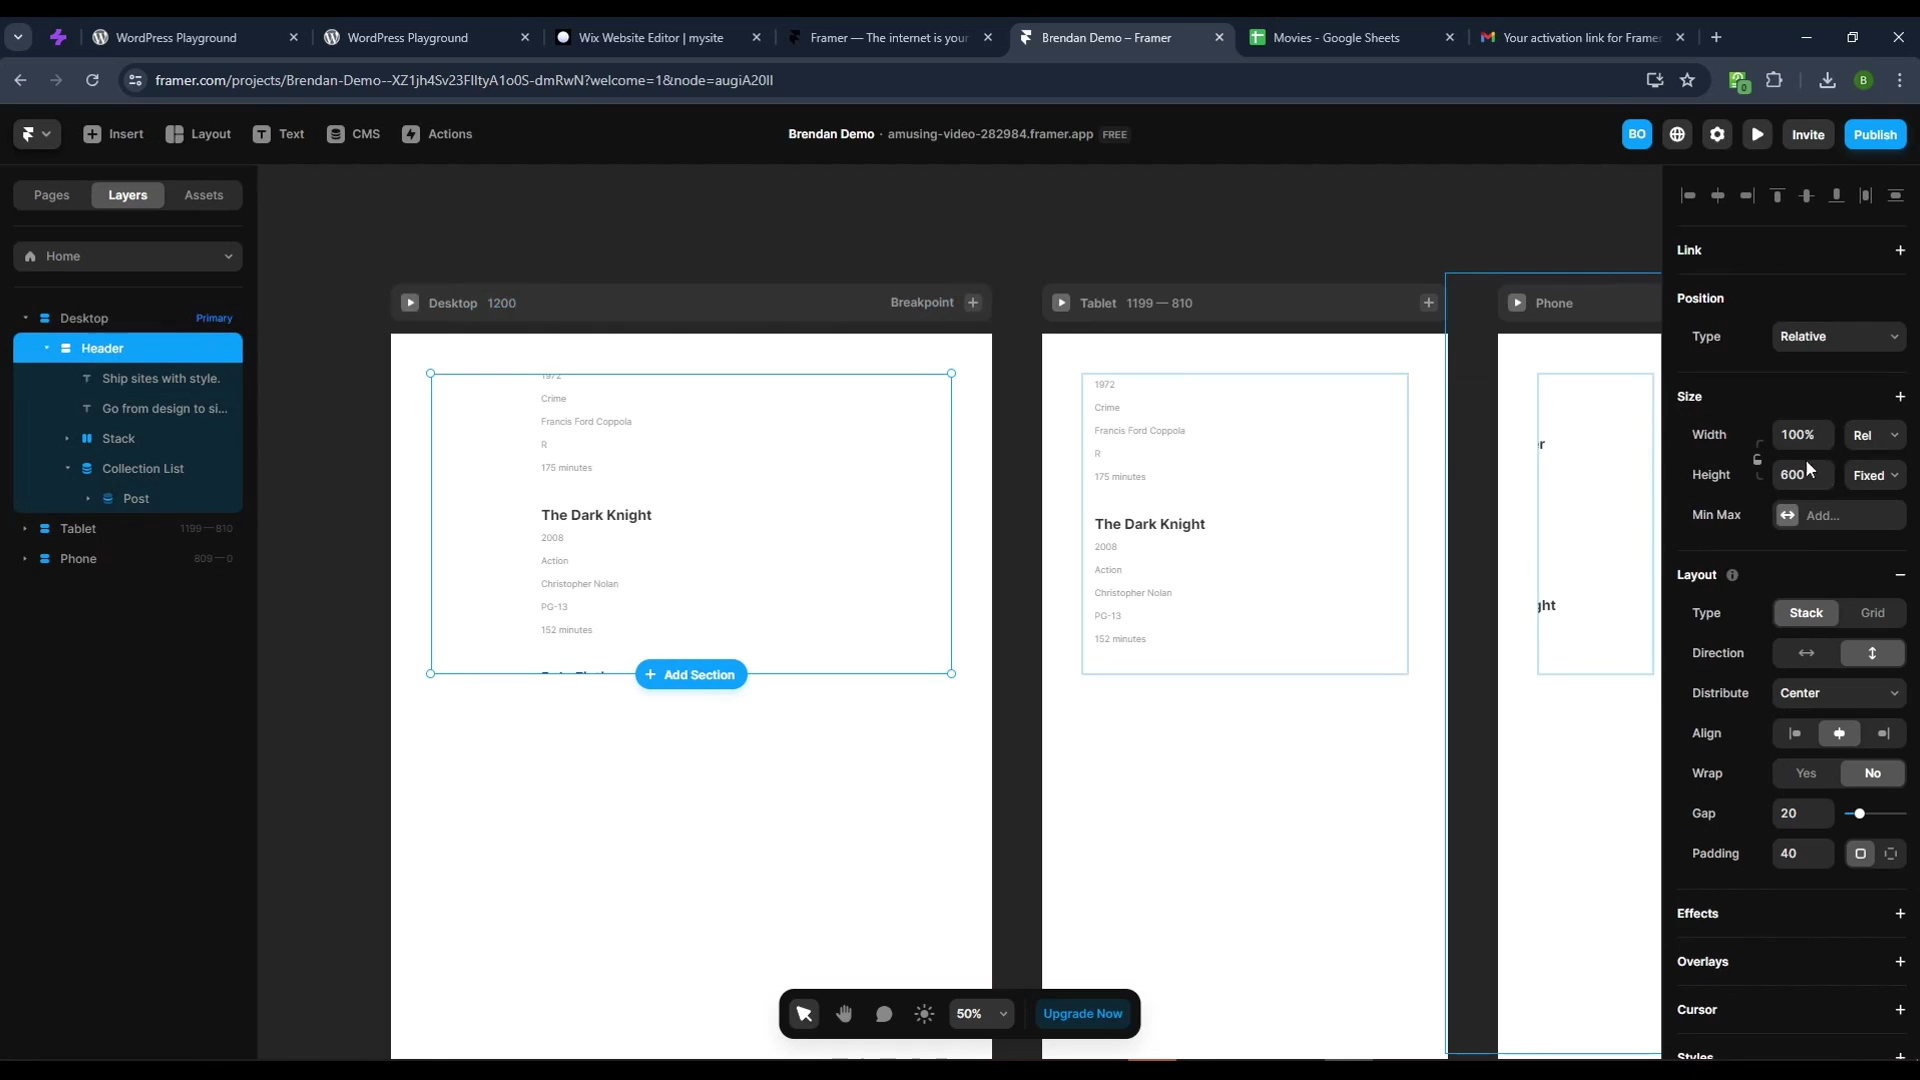 WordPress Playground
WordPress Playground
Wix Website Editor | mysite
Framer — The internet is your
Brendan Demo – Framer
Movies - Google Sheets
Your activation link for Framer
framer.com/projects/Brendan-Demo--XZ1jh4Sv23FIltyA1o0S-dmRwN?welcome=1&node=augiA20Il
0
B
Insert
Layout
Text
CMS
Actions
Brendan Demo · amusing-video-282984.framer.app FREE
BO
Invite
Publish
Pages
Layers
Assets
Home
Desktop
Primary
Header
Ship sites with style.
Go from design to si...
Stack
Collection List
Post
Tablet
1199—810
Phone
809—0
Desktop 1200
Breakpoint
1972
Crime
Francis Ford Coppola
R
175 minutes
The Dark Knight
2008
Action
Christopher Nolan
PG-13
152 minutes
Add Section
Tablet 1199—810
1972
Crime
Francis Ford Coppola
R
175 minutes
The Dark Knight
2008
Action
Christopher Nolan
PG-13
152 minutes
Phone
er
ght
50%
Upgrade Now
Link
Position
Type
Relative
Size
Width
100%
Rel
Height
600
Fixed
Min Max
Add...
Layout
Type
Stack
Grid
Direction
Distribute
Center
Align
Wrap
Yes
No
Gap
20
Padding
40
Effects
Overlays
Cursor
Styles